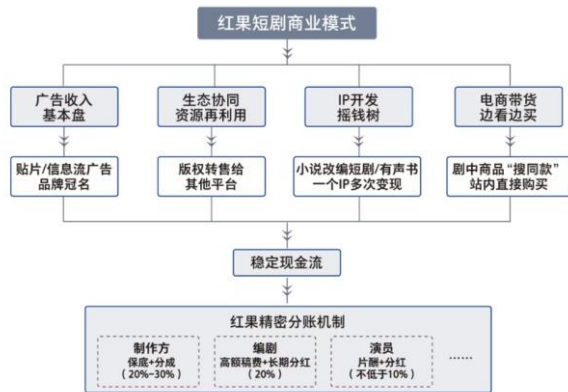 红果短剧商业模式
广告收入
基本盘
生态协同
资源再利用
IP开发
摇钱树
电商带货
边看边买
贴片/信息流广告
品牌冠名
版权转售给
其他平台
小说改编短剧/有声书
一个IP多次变现
剧中商品“搜同款”
站内直接购买
稳定现金流
红果精密分账机制
制作方
保底+分成
（20%-30%）
编剧
高额稿费+长期分红
（20%）
演员
片酬+分红
（不低于10%）
……